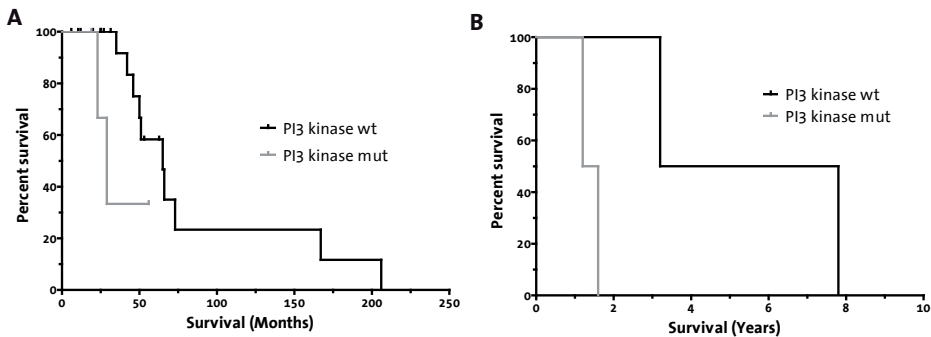 A
100
80
60
40
20
0
Percent survival
PI3 kinase wt
PI3 kinase mut
0 50 100 150 200 250
Survival (Months)
B
100
80
60
40
20
0
Percent survival
PI3 kinase wt
PI3 kinase mut
0 2 4 6 8 10
Survival (Years)